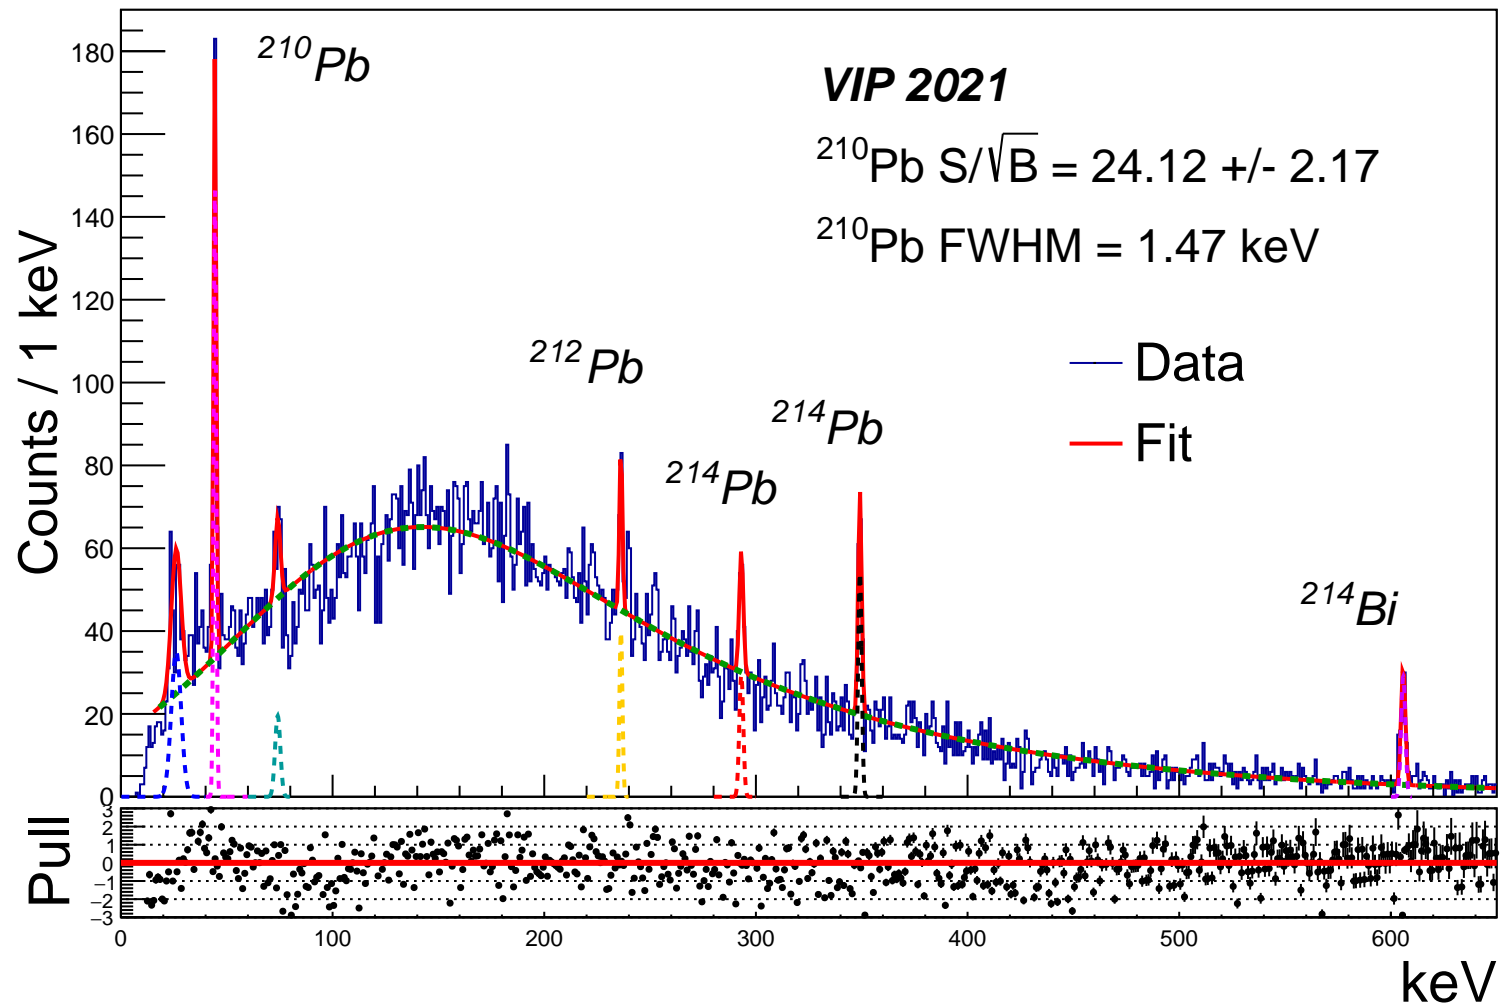 ²¹⁰Pb
VIP 2021
²¹⁰Pb S/√B = 24.12 +/- 2.17
²¹⁰Pb FWHM = 1.47 keV
²¹²Pb
²¹⁴Pb
²¹⁴Pb
²¹⁴Bi
Data
Fit
Counts / 1 keV
180
160
140
120
100
80
60
40
20
0
Pull
3
2
1
0
−1
−2
−3
0 100 200 300 400 500 600
keV